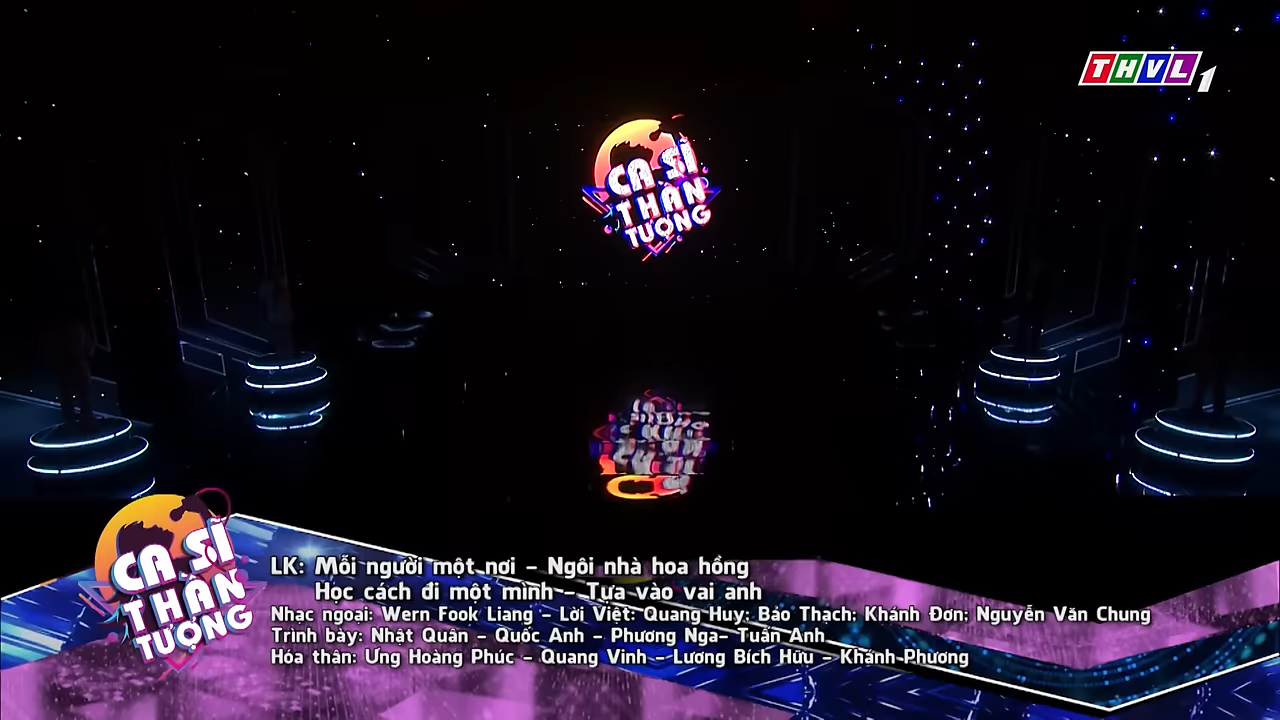 THVL1
CA SĨ
THẦN
TƯỢNG
CA SĨ
THẦN
TƯỢNG
LK: Mỗi người một nơi - Ngôi nhà hoa hồng
Học cách đi một mình - Tựa vào vai anh
Nhạc ngoại: Wern Fook Liang - Lời Việt: Quang Huy; Bảo Thạch; Khánh Đơn; Nguyễn Văn Chung
Trình bày: Nhật Quân - Quốc Anh - Phương Nga- Tuấn Anh
Hóa thân: Ưng Hoàng Phúc - Quang Vinh - Lương Bích Hữu - Khánh Phương